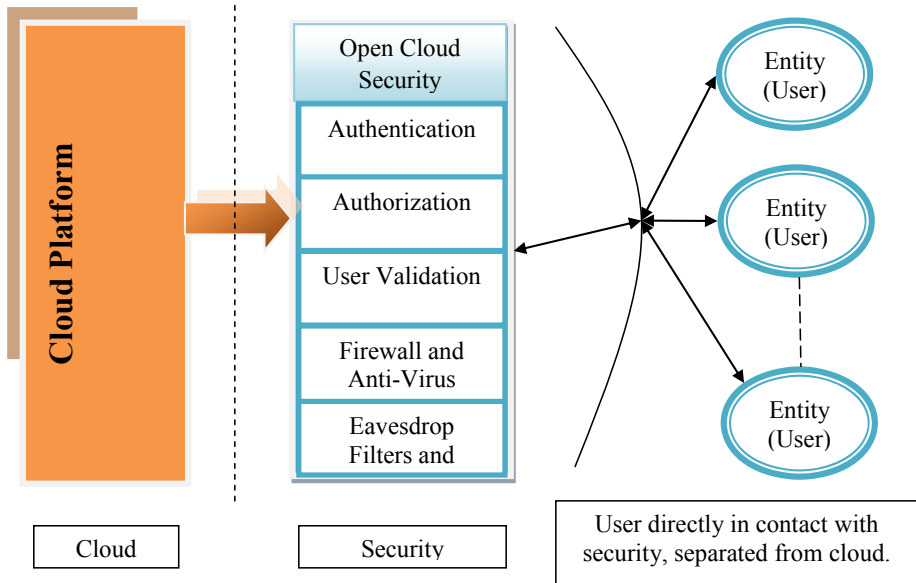 Cloud Platform
Open Cloud
Security
Authentication
Authorization
User Validation
Firewall and
Anti-Virus
Eavesdrop
Filters and
Entity
(User)
Entity
(User)
Entity
(User)
Cloud
Security
User directly in contact with
security, separated from cloud.